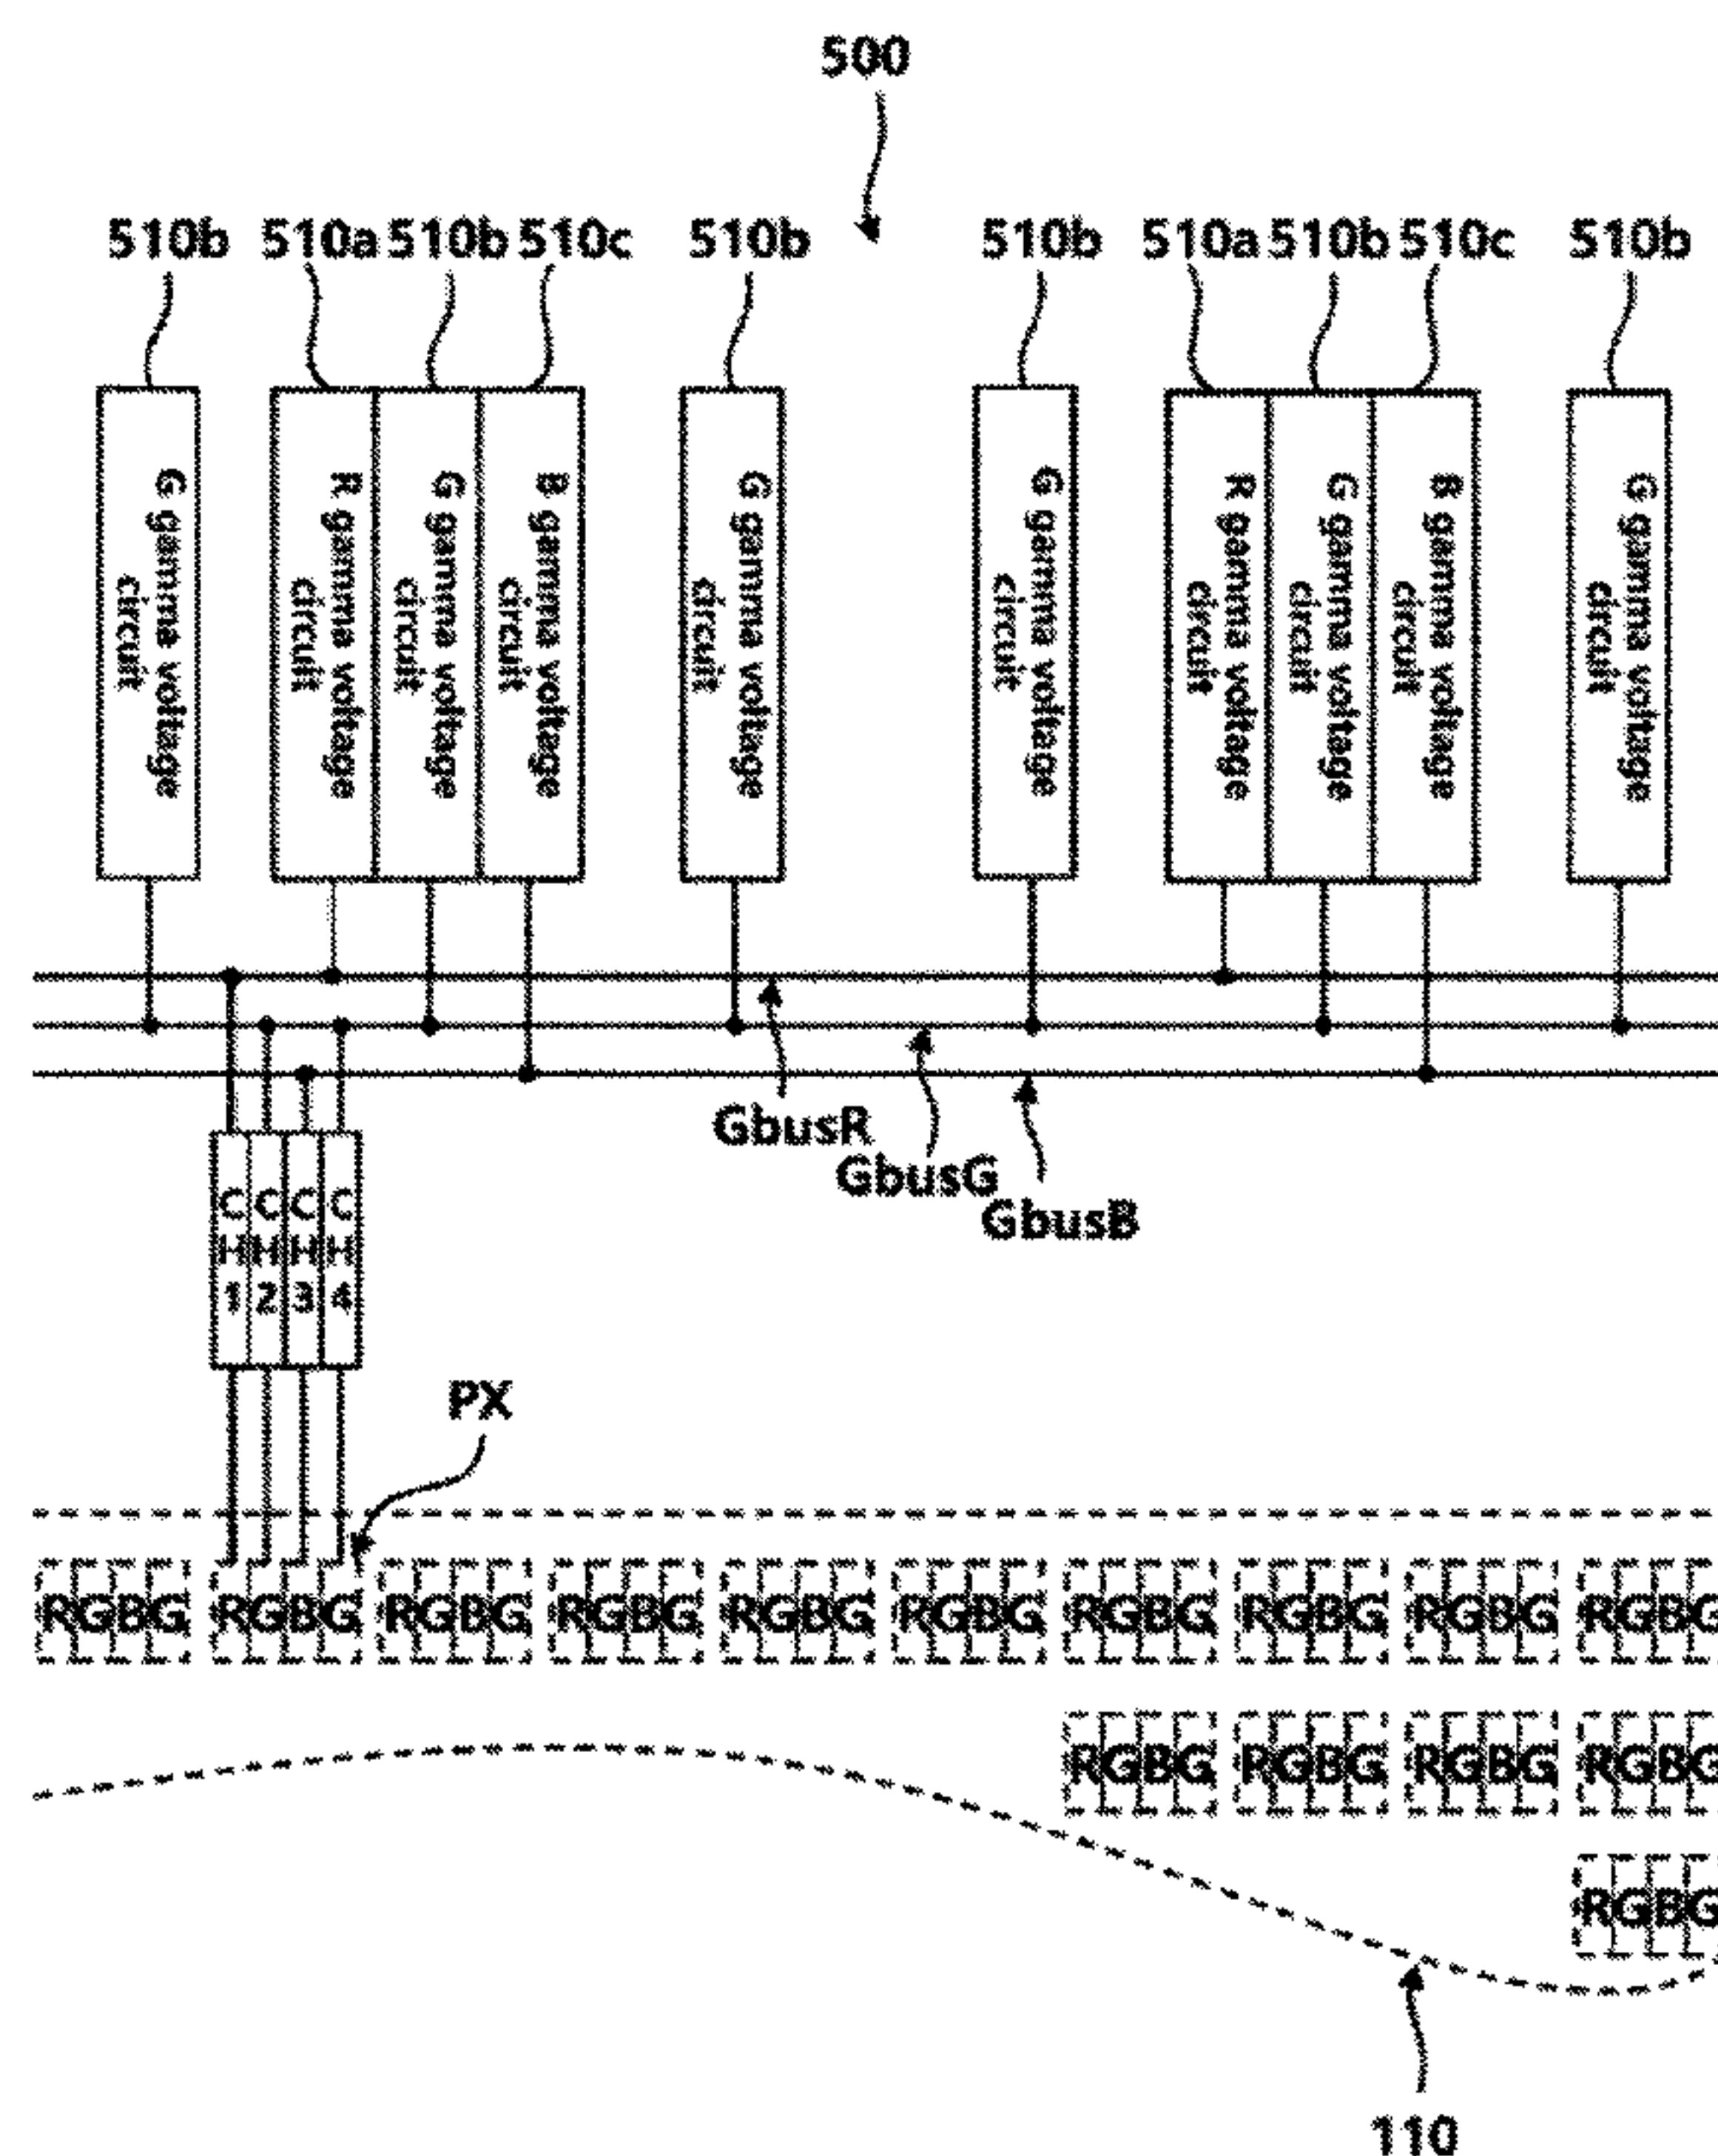 500
510b 510a 510b 510c 510b 510b 510a 510b 510c 510b
G gamma voltage
circuit
R gamma voltage
circuit
G gamma voltage
circuit
B gamma voltage
circuit
G gamma voltage
circuit
G gamma voltage
circuit
R gamma voltage
circuit
G gamma voltage
circuit
B gamma voltage
circuit
G gamma voltage
circuit
GbusR
GbusG
GbusB
CH1 CH2 CH3 CH4
PX
RGBG RGBG RGBG RGBG RGBG RGBG RGBG RGBG RGBG RGBG
RGBG RGBG RGBG RGBG
RGBG
110